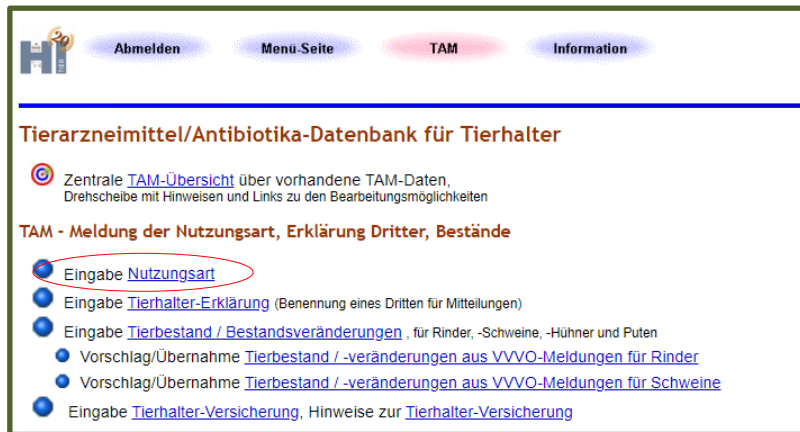 HI 20 TIER
Abmelden Menü-Seite TAM Information
Tierarzneimittel/Antibiotika-Datenbank für Tierhalter
Zentrale TAM-Übersicht über vorhandene TAM-Daten,
Drehscheibe mit Hinweisen und Links zu den Bearbeitungsmöglichkeiten
TAM - Meldung der Nutzungsart, Erklärung Dritter, Bestände
Eingabe Nutzungsart
Eingabe Tierhalter-Erklärung (Benennung eines Dritten für Mitteilungen)
Eingabe Tierbestand / Bestandsveränderungen , für Rinder, -Schweine, -Hühner und Puten
Vorschlag/Übernahme Tierbestand / -veränderungen aus VVVO-Meldungen für Rinder
Vorschlag/Übernahme Tierbestand / -veränderungen aus VVVO-Meldungen für Schweine
Eingabe Tierhalter-Versicherung, Hinweise zur Tierhalter-Versicherung